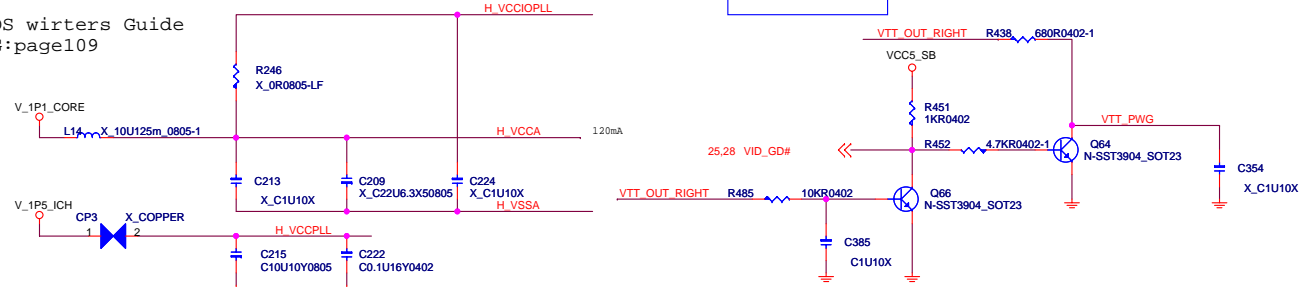 OS wirters Guide
G:page109
H_VCCIOPLL
R246
X_0R0805-LF
V_1P1_CORE
L14 X_10U125m_0805-1
H_VCCA
120mA
C213
X_C1U10X
C209
X_C22U6.3X50805
C224
X_C1U10X
V_1P5_ICH
H_VSSA
CP3
X_COPPER
1
2
H_VCCPLL
C215
C10U10Y0805
C222
C0.1U16Y0402
VTT_OUT_RIGHT
R438
680R0402-1
VCC5_SB
R451
1KR0402
VTT_PWG
25,28 VID_GD#
R452
4.7KR0402-1
Q64
N-SST3904_SOT23
C354
X_C1U10X
VTT_OUT_RIGHT
R485
10KR0402
Q66
N-SST3904_SOT23
C385
C1U10X